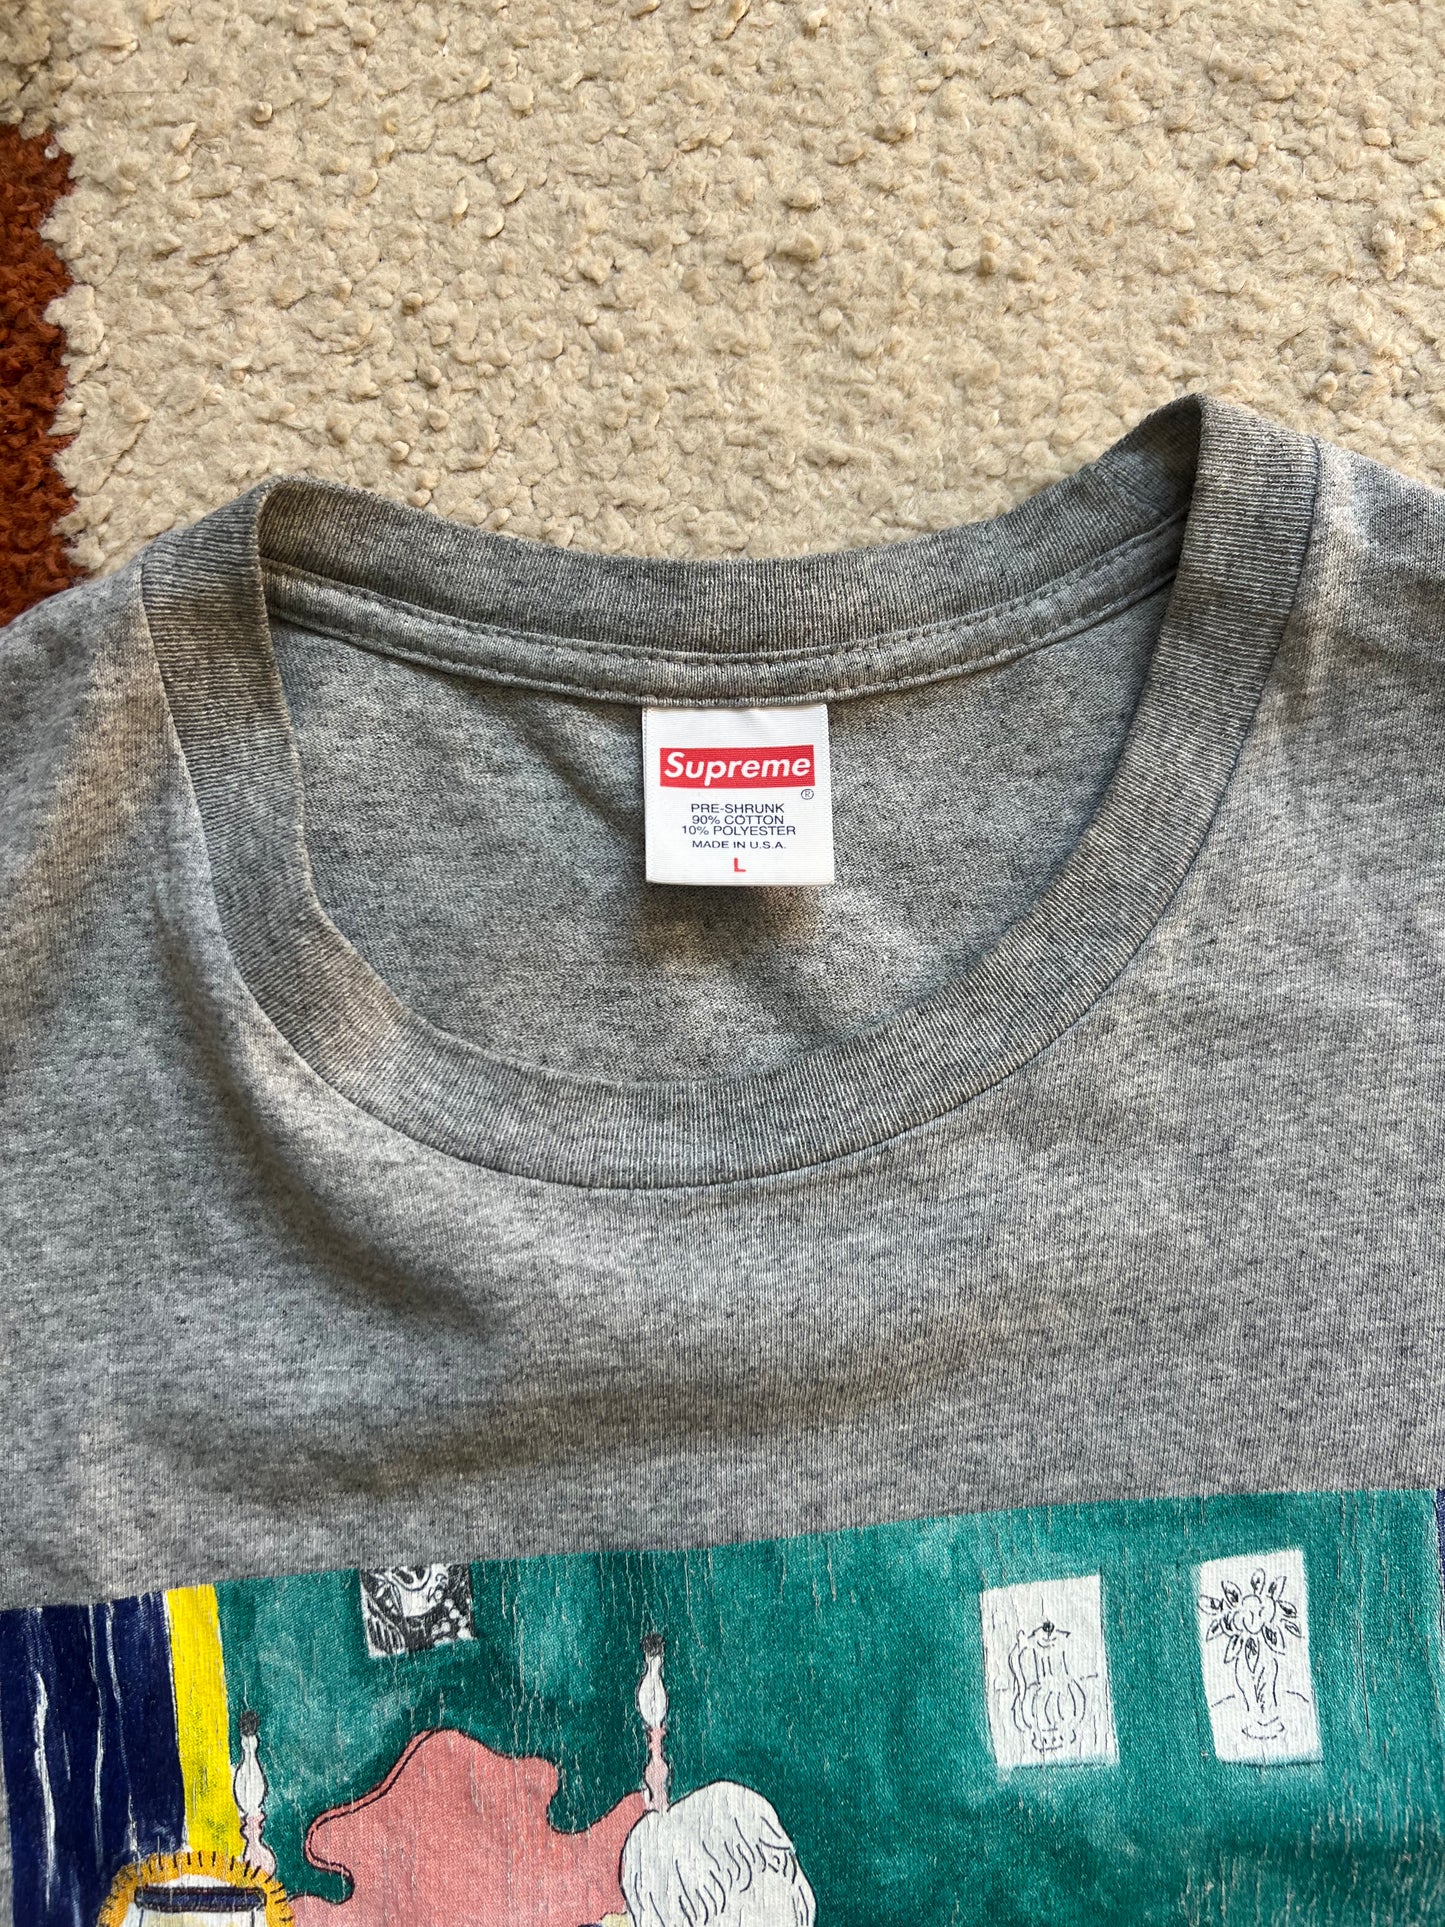 Supreme
®
PRE-SHRUNK
90% COTTON
10% POLYESTER
MADE IN U.S.A.
L